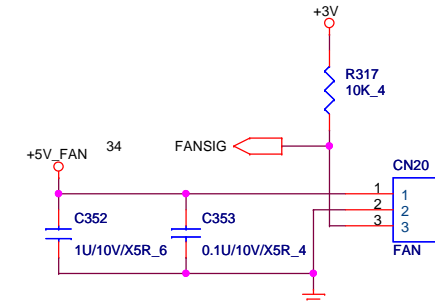 +3V
R317
10K_4
34
FANSIG
+5V_FAN
CN20
1
1
2
2
3
3
FAN
C352
1U/10V/X5R_6
C353
0.1U/10V/X5R_4